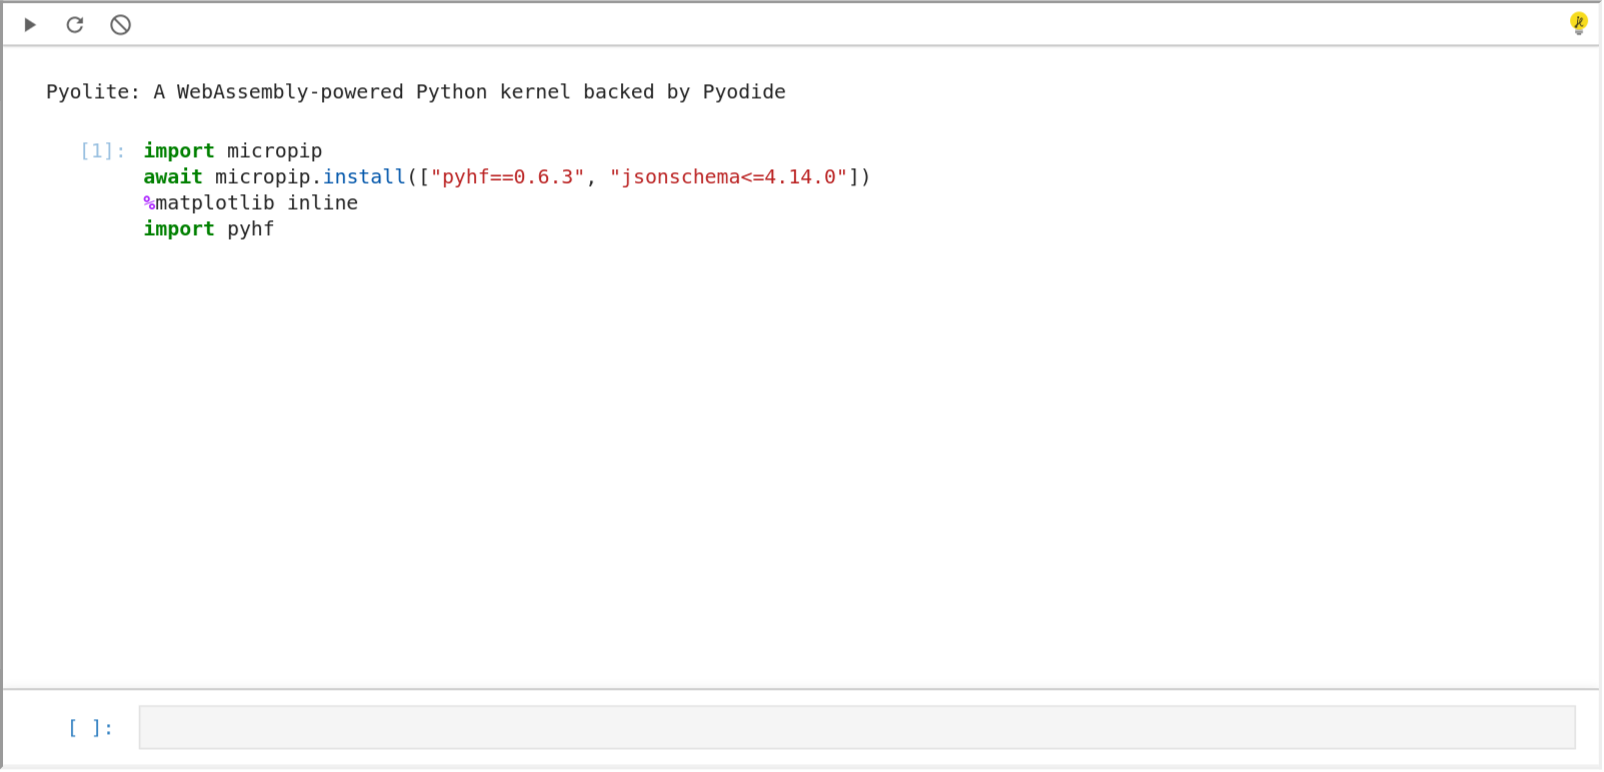 Pyolite: A WebAssembly-powered Python kernel backed by Pyodide
[1]: import micropip
await micropip.install(["pyhf==0.6.3", "jsonschema<=4.14.0"])
%matplotlib inline
import pyhf
[ ]: